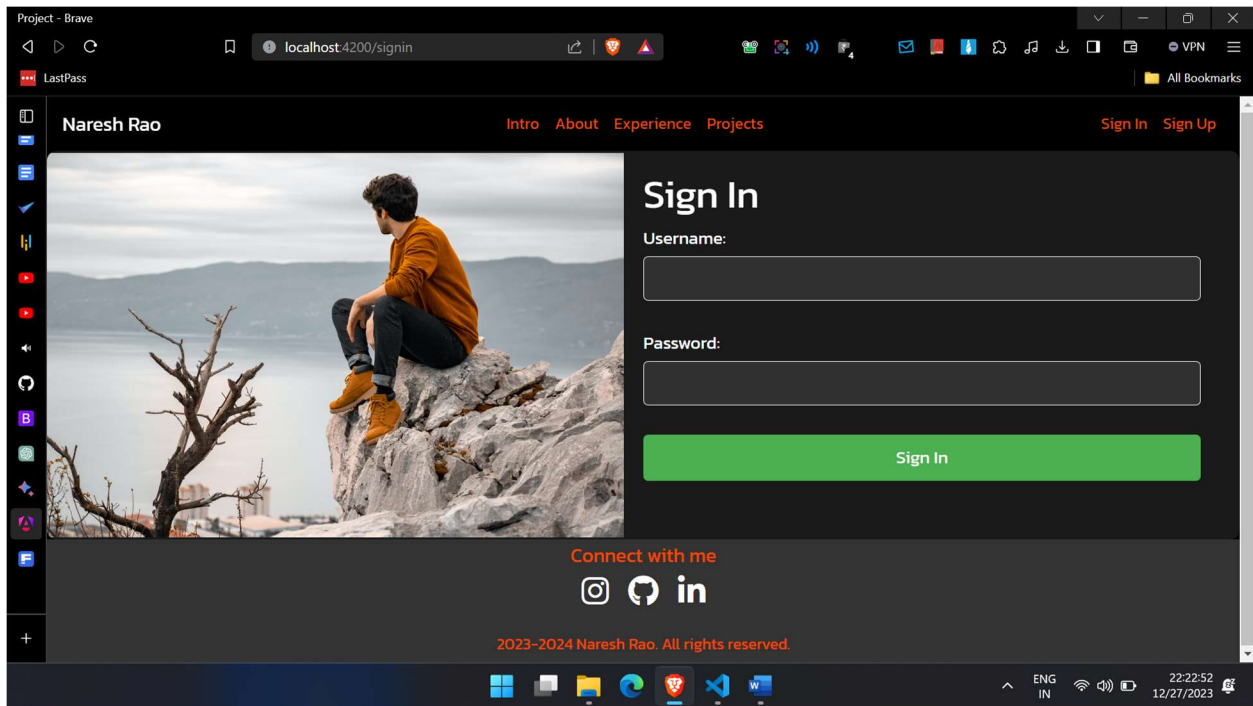 Project - Brave
localhost:4200/signin
4
VPN
LastPass
All Bookmarks
Naresh Rao
Intro About Experience Projects
Sign In Sign Up
Sign In
Username:
Password:
Sign In
B
Connect with me
in
2023-2024 Naresh Rao. All rights reserved.
ENG
IN
22:22:52
12/27/2023